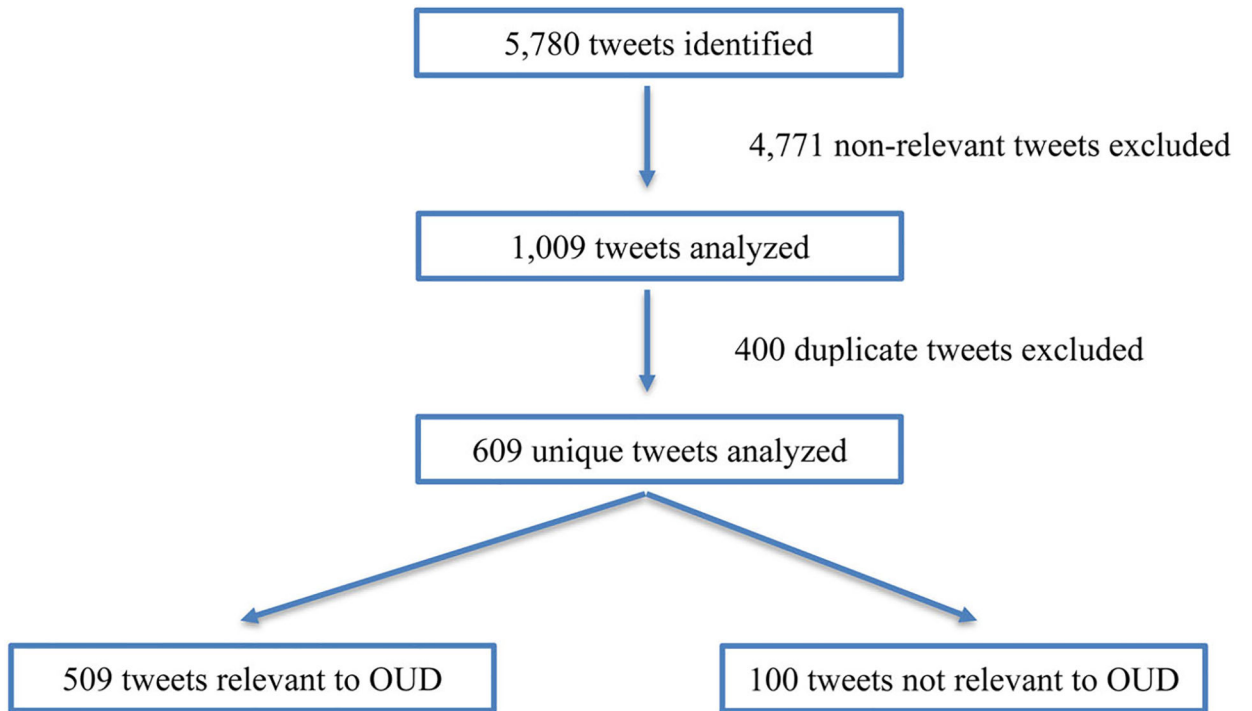 5,780 tweets identified
4,771 non-relevant tweets excluded
1,009 tweets analyzed
400 duplicate tweets excluded
609 unique tweets analyzed
509 tweets relevant to OUD
100 tweets not relevant to OUD